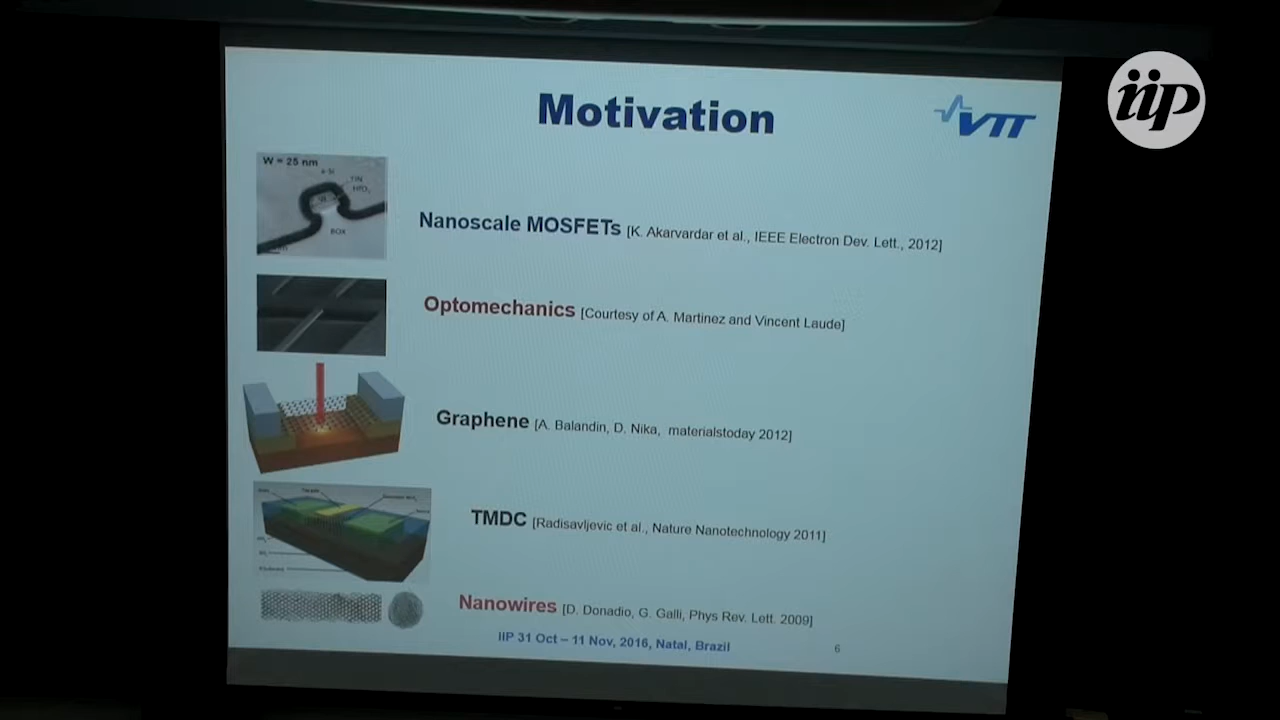 iip
Motivation
VTT
W = 25 nm
TiN
HfO₂
BOX
Nanoscale MOSFETs [K. Akarvardar et al., IEEE Electron Dev. Lett., 2012]
Optomechanics [Courtesy of A. Martinez and Vincent Laude]
Graphene [A. Balandin, D. Nika, materialstoday 2012]
TMDC [Radisavljevic et al., Nature Nanotechnology 2011]
Nanowires [D. Donadio, G. Galli, Phys Rev. Lett. 2009]
IIP 31 Oct – 11 Nov, 2016, Natal, Brazil
6